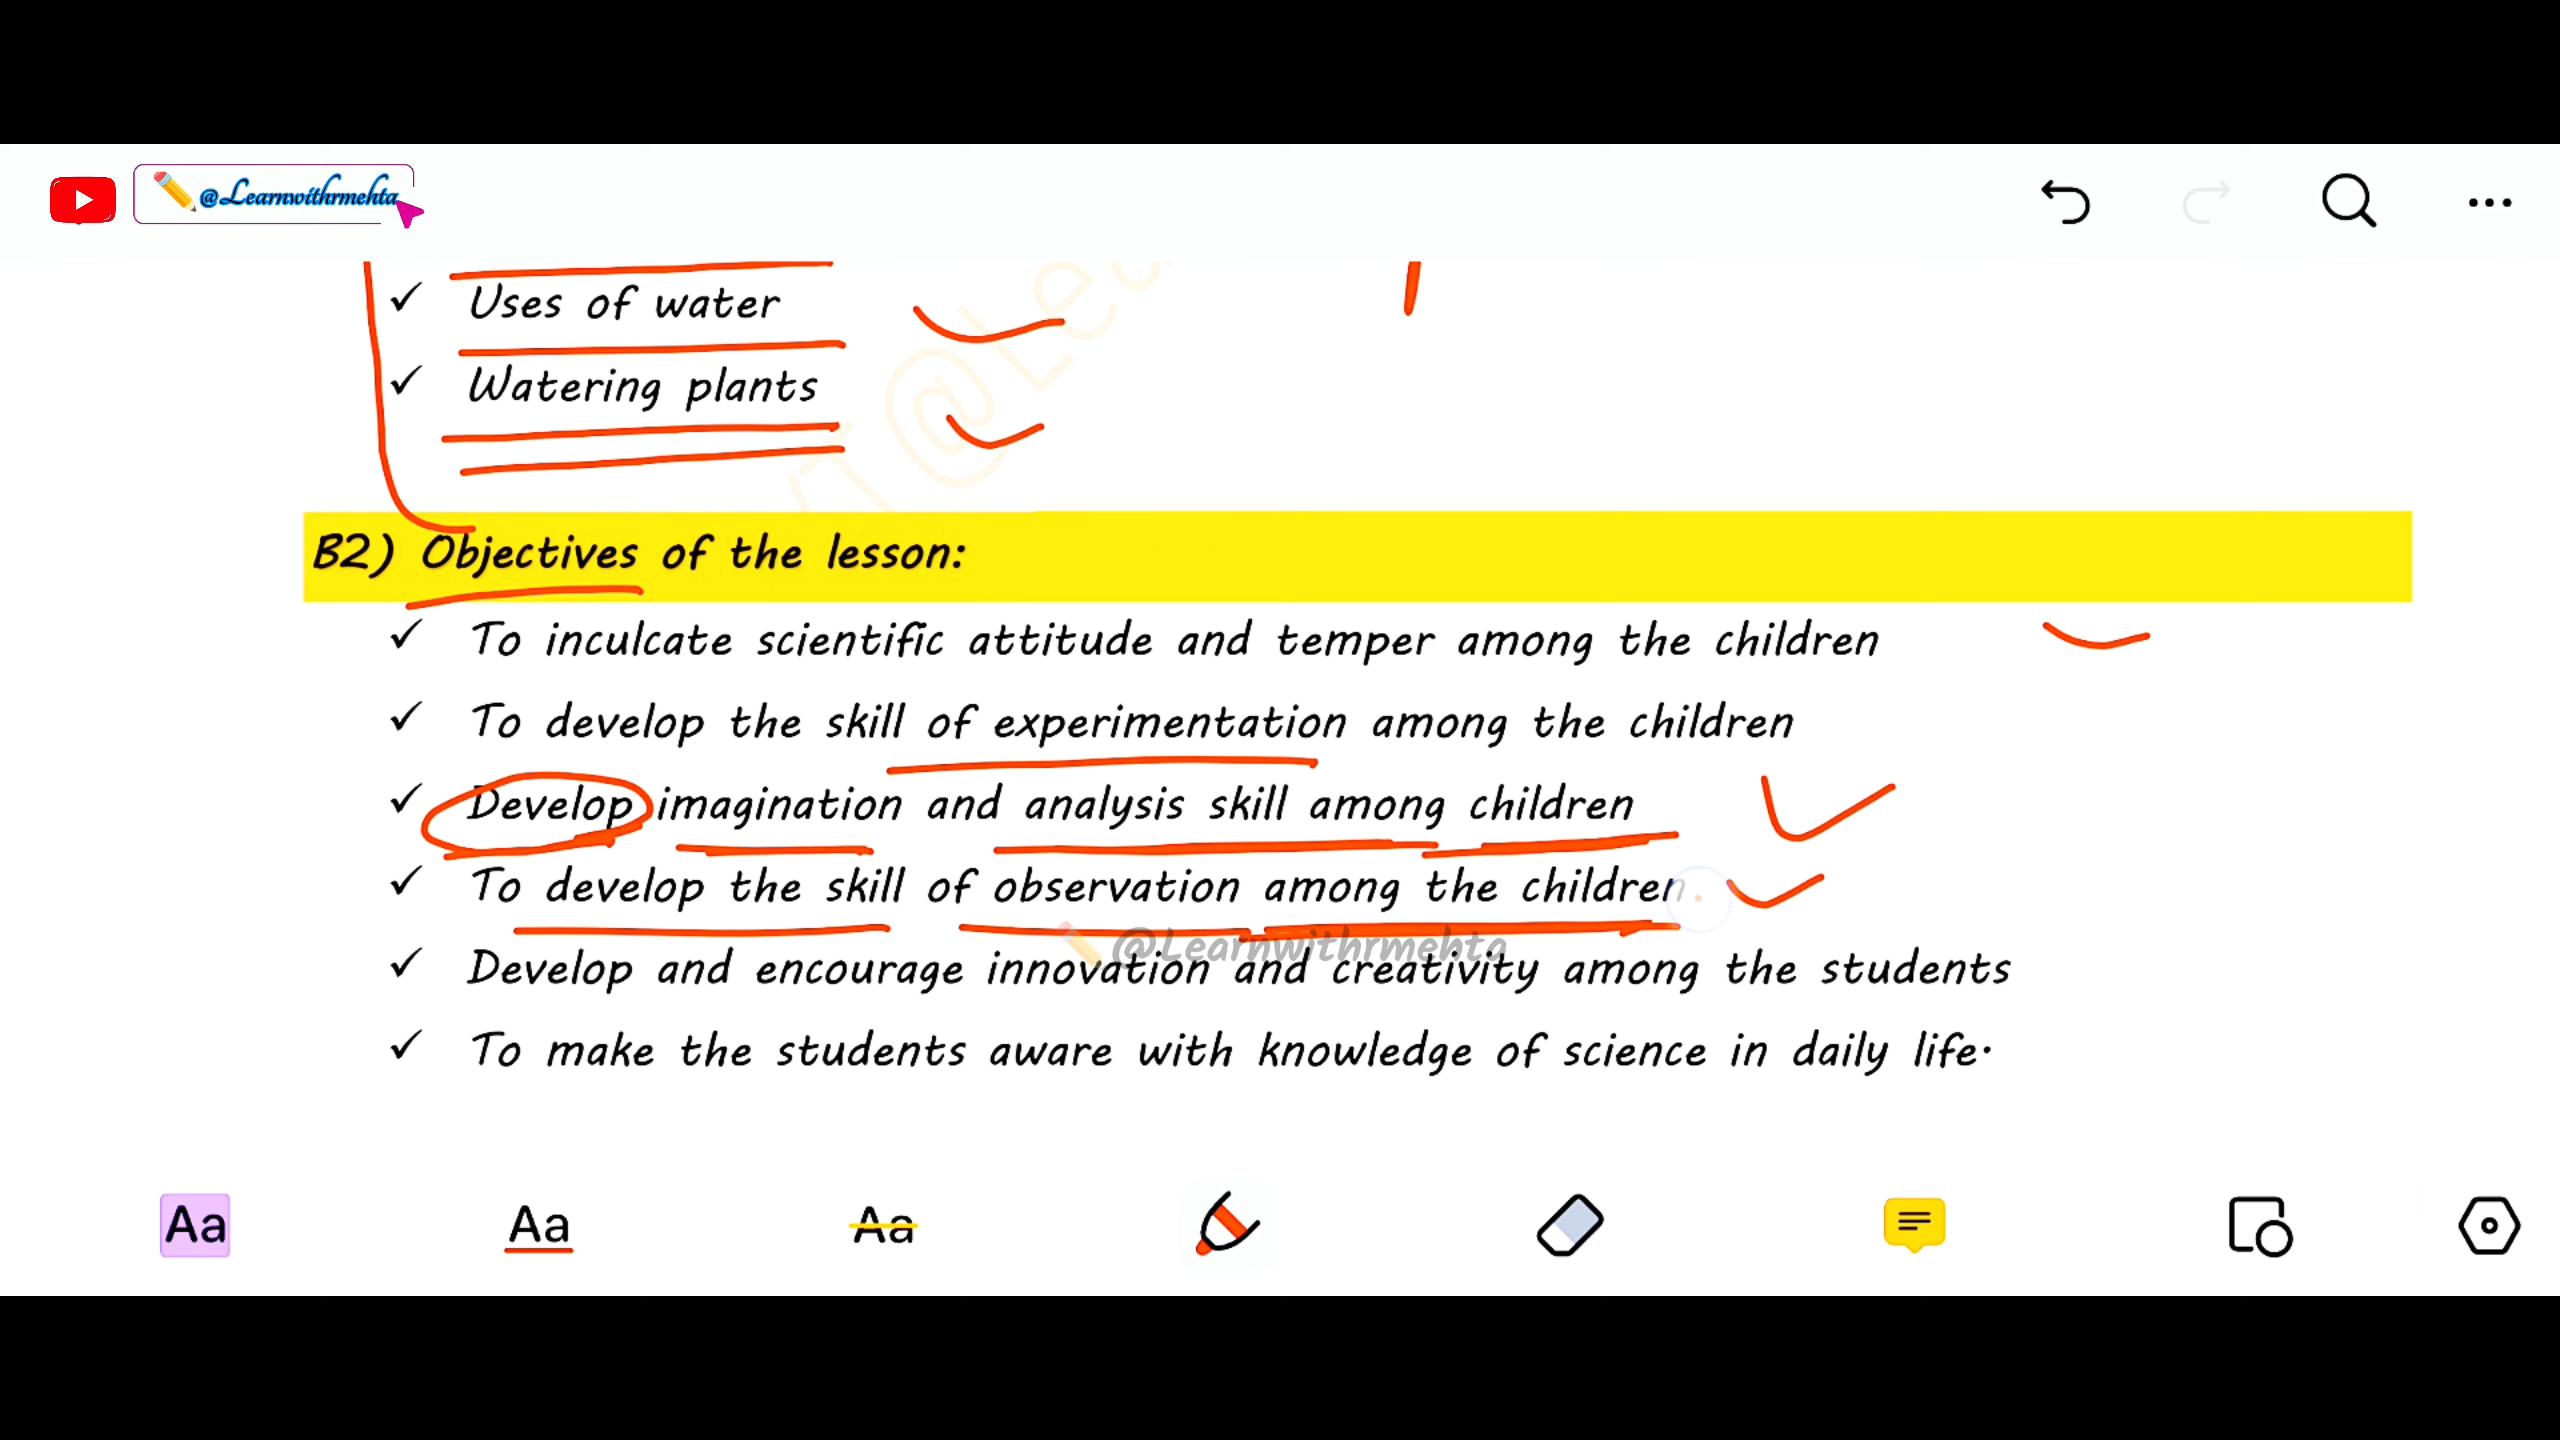 @Learnwithrmehta
✓ Uses of water
✓ Watering plants
B2) Objectives of the lesson:
✓ To inculcate scientific attitude and temper among the children
✓ To develop the skill of experimentation among the children
✓ Develop imagination and analysis skill among children
✓ To develop the skill of observation among the children
@Learnwithrmehta
✓ Develop and encourage innovation and creativity among the students
✓ To make the students aware with knowledge of science in daily life.
Aa Aa Aa